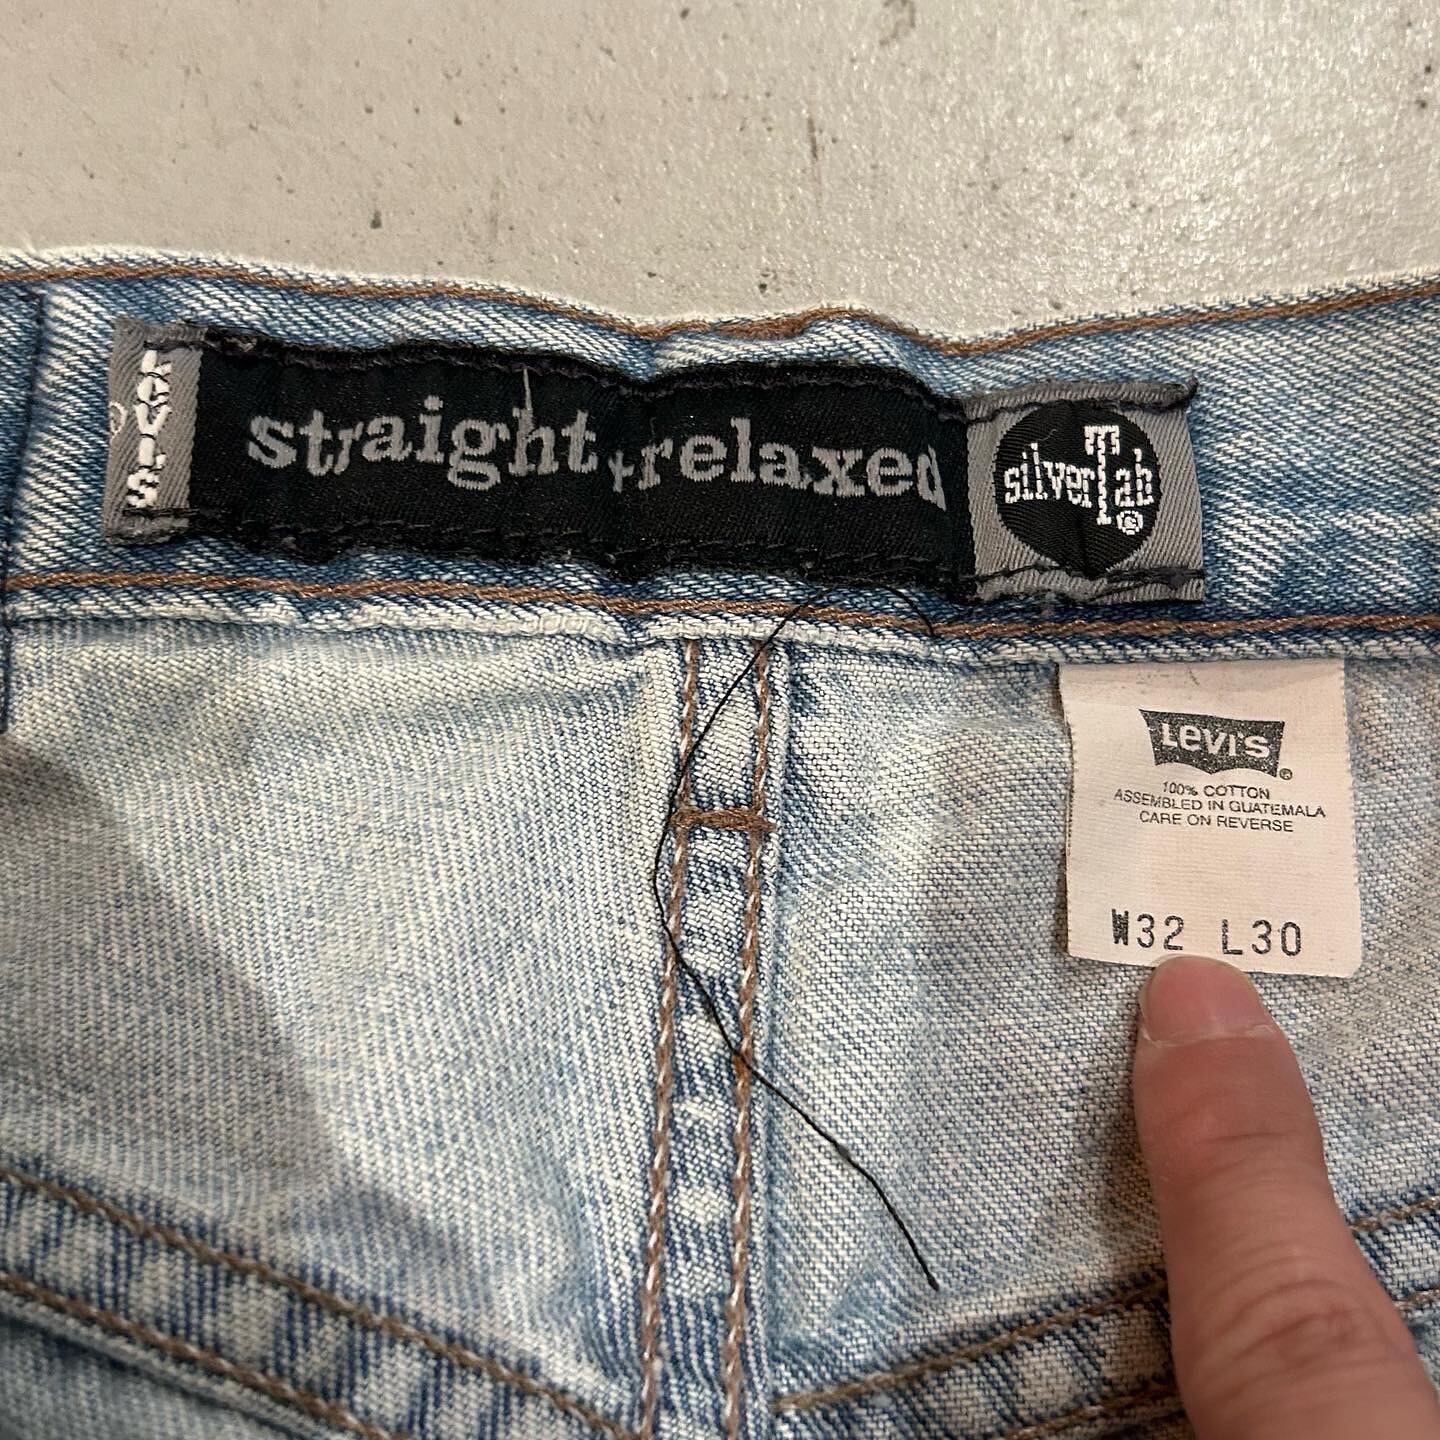 Levi's
®
straight + relaxed
silverTab
®
Levi's®
100% COTTON
ASSEMBLED IN GUATEMALA
CARE ON REVERSE
W32 L30